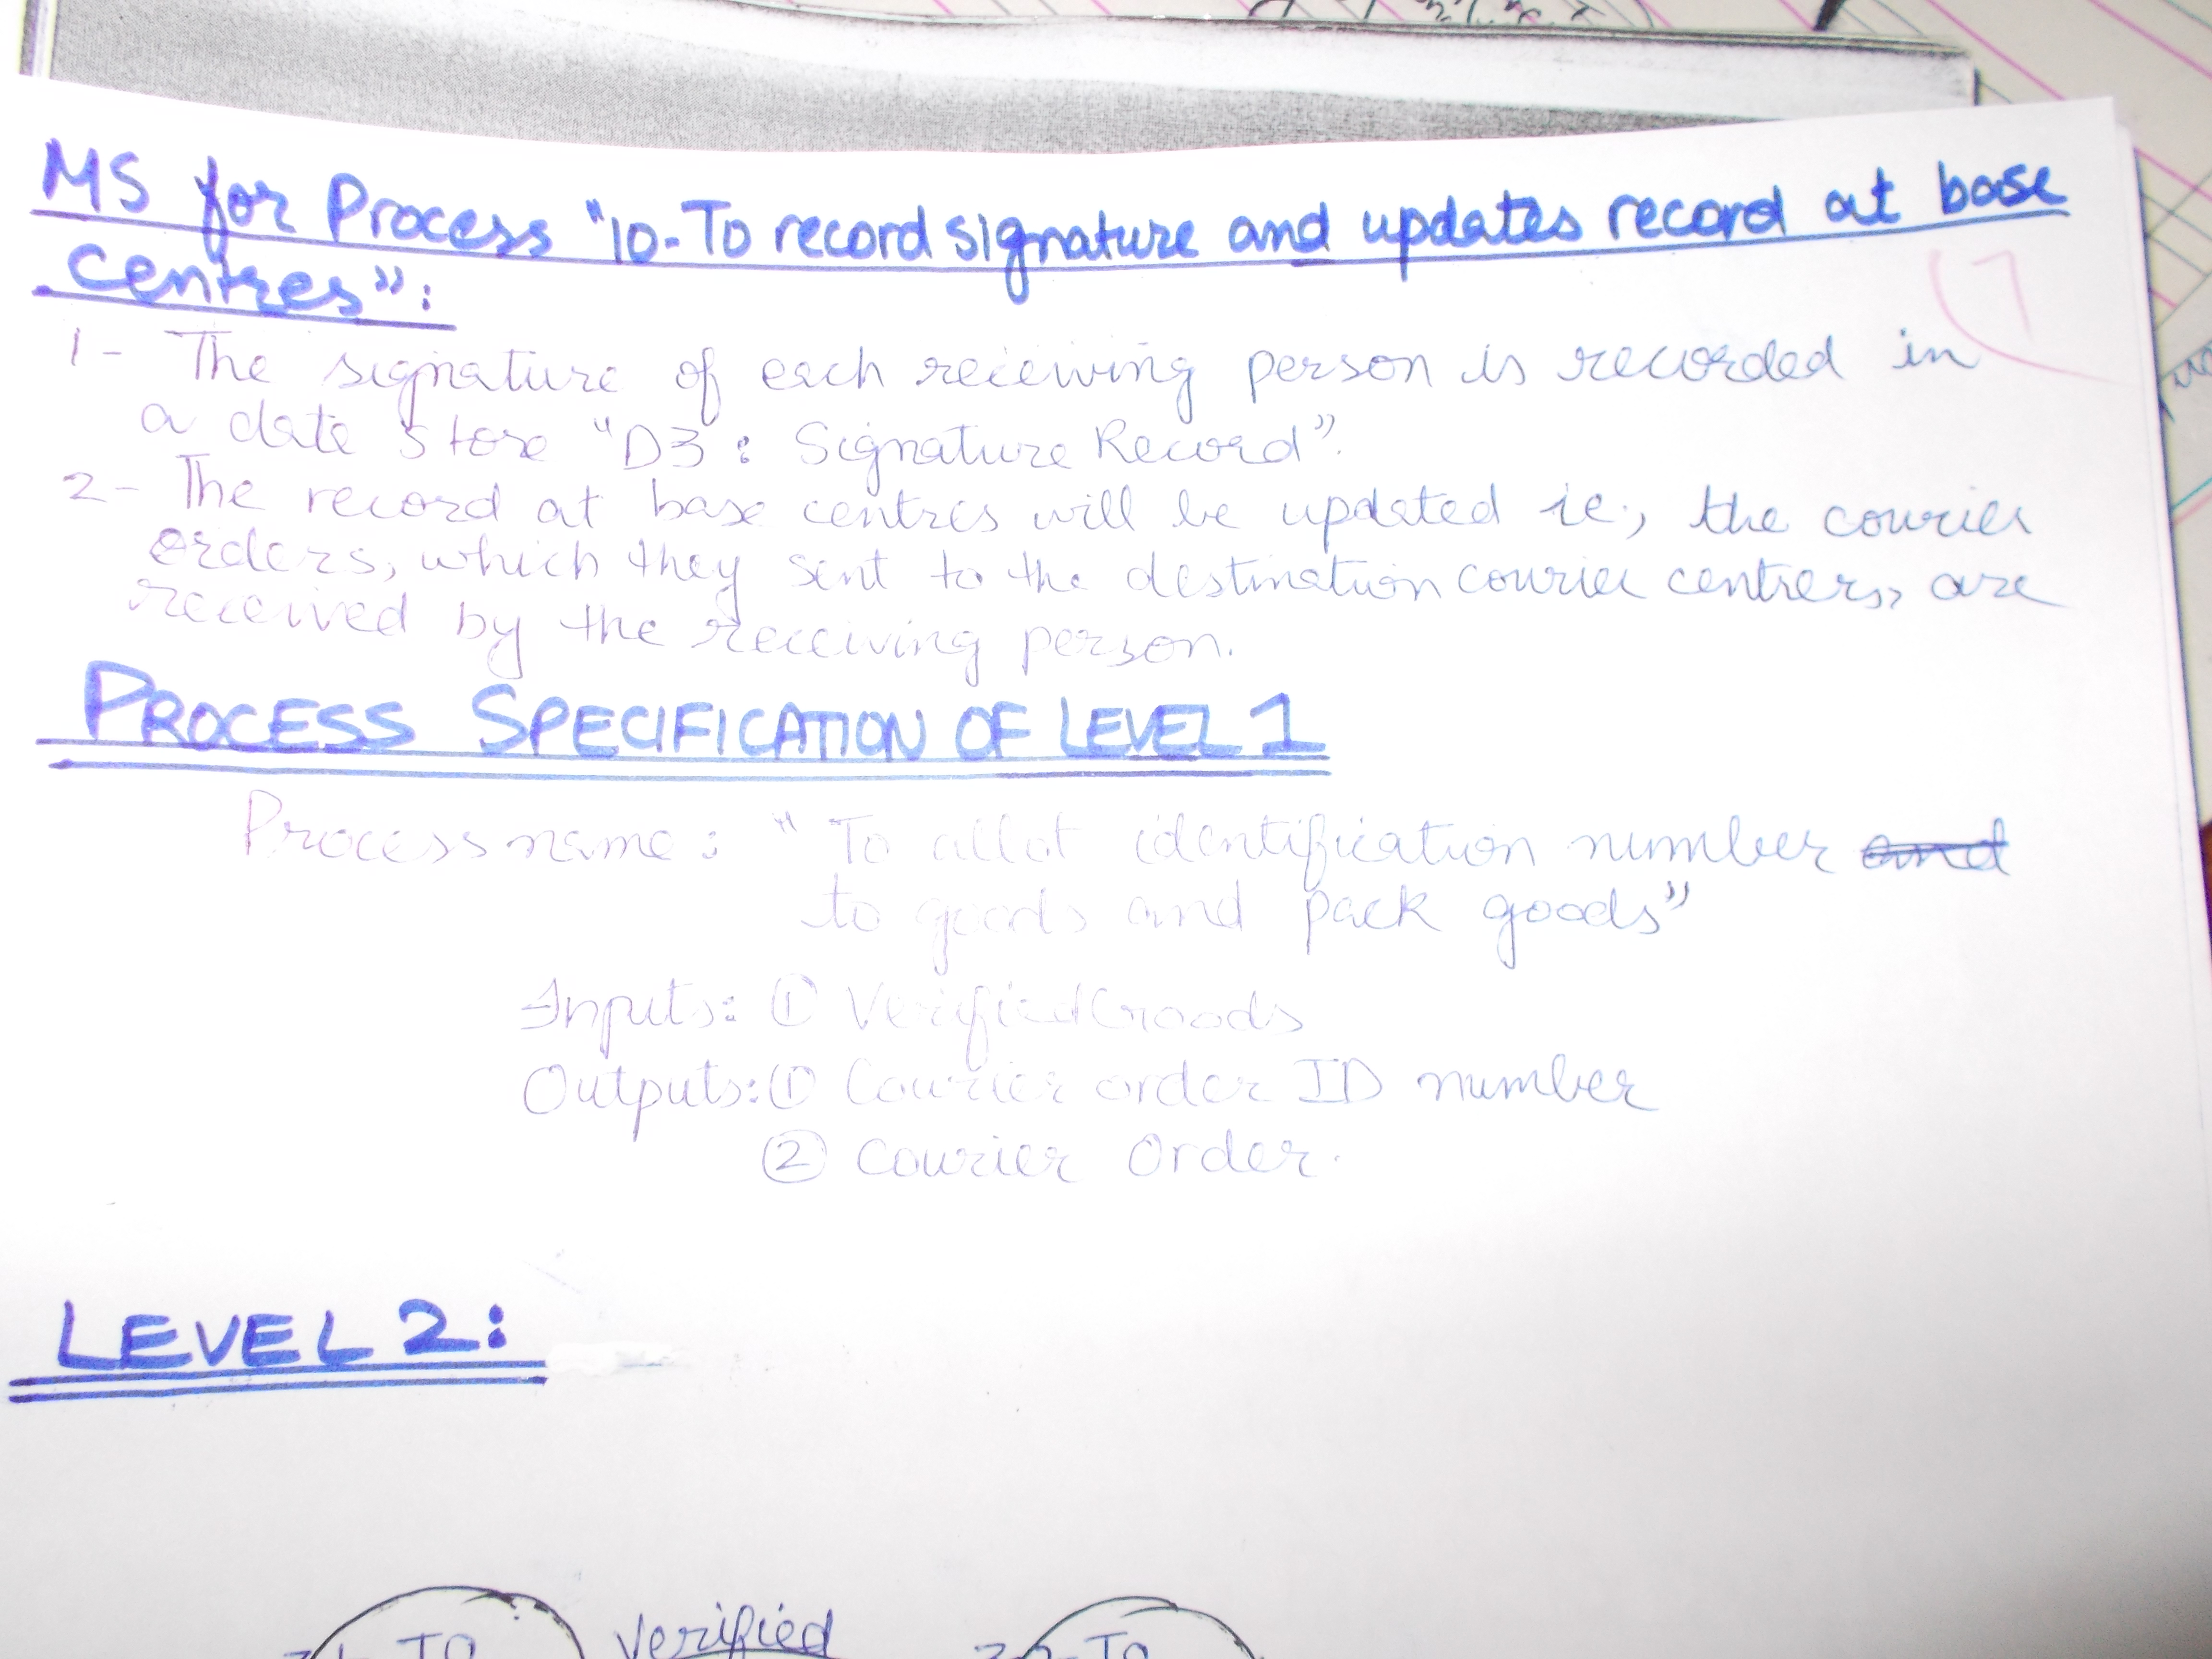 MS for Process "10-To record signature and updates record at base
centres":
1- The signature of each receiving person is recorded in
a date store "D3: Signature Record".
2- The record at base centres will be updated ie., the courier
orders, which they sent to the destination courier centrers, are
received by the receiving person.
PROCESS SPECIFICATION OF LEVEL 1
Process name: "To allot identification number and
to goods and pack goods"
Inputs: ① Verified Goods
Outputs: ① Courier order ID number
② Courier Order.
LEVEL 2:
To Verified To